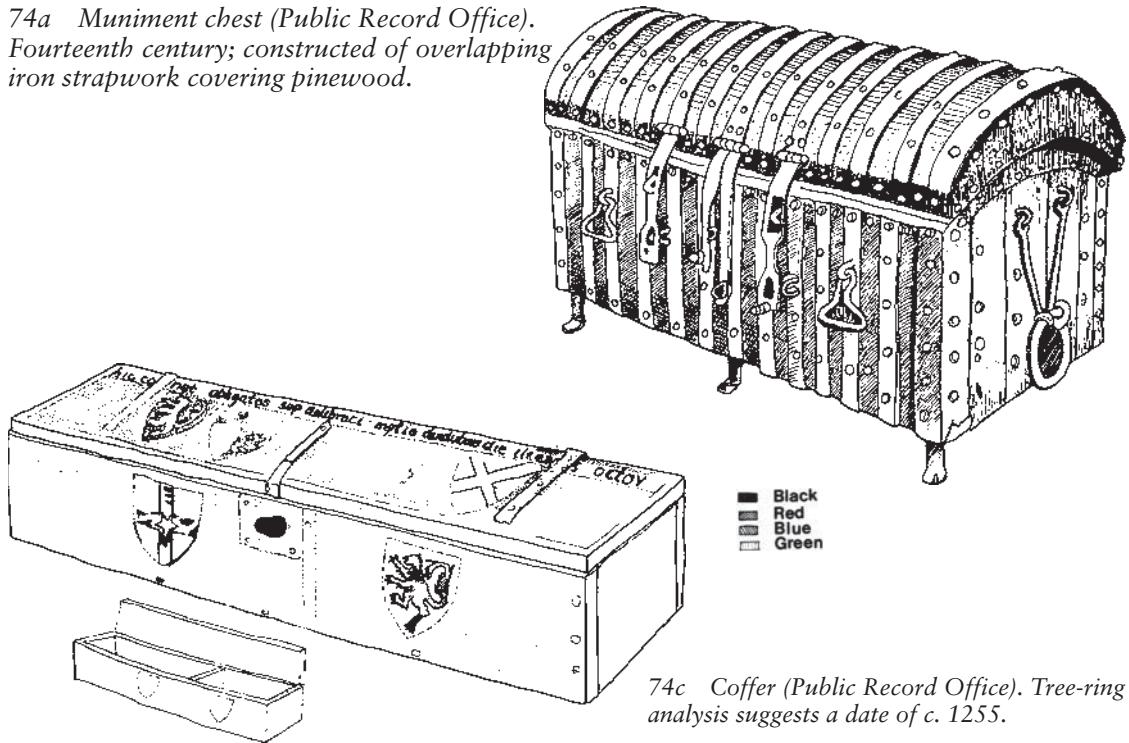 74a Muniment chest (Public Record Office).
Fourteenth century; constructed of overlapping
iron strapwork covering pinewood.
octav
Black
Red
Blue
Green
74c Coffer (Public Record Office). Tree-ring
analysis suggests a date of c. 1255.